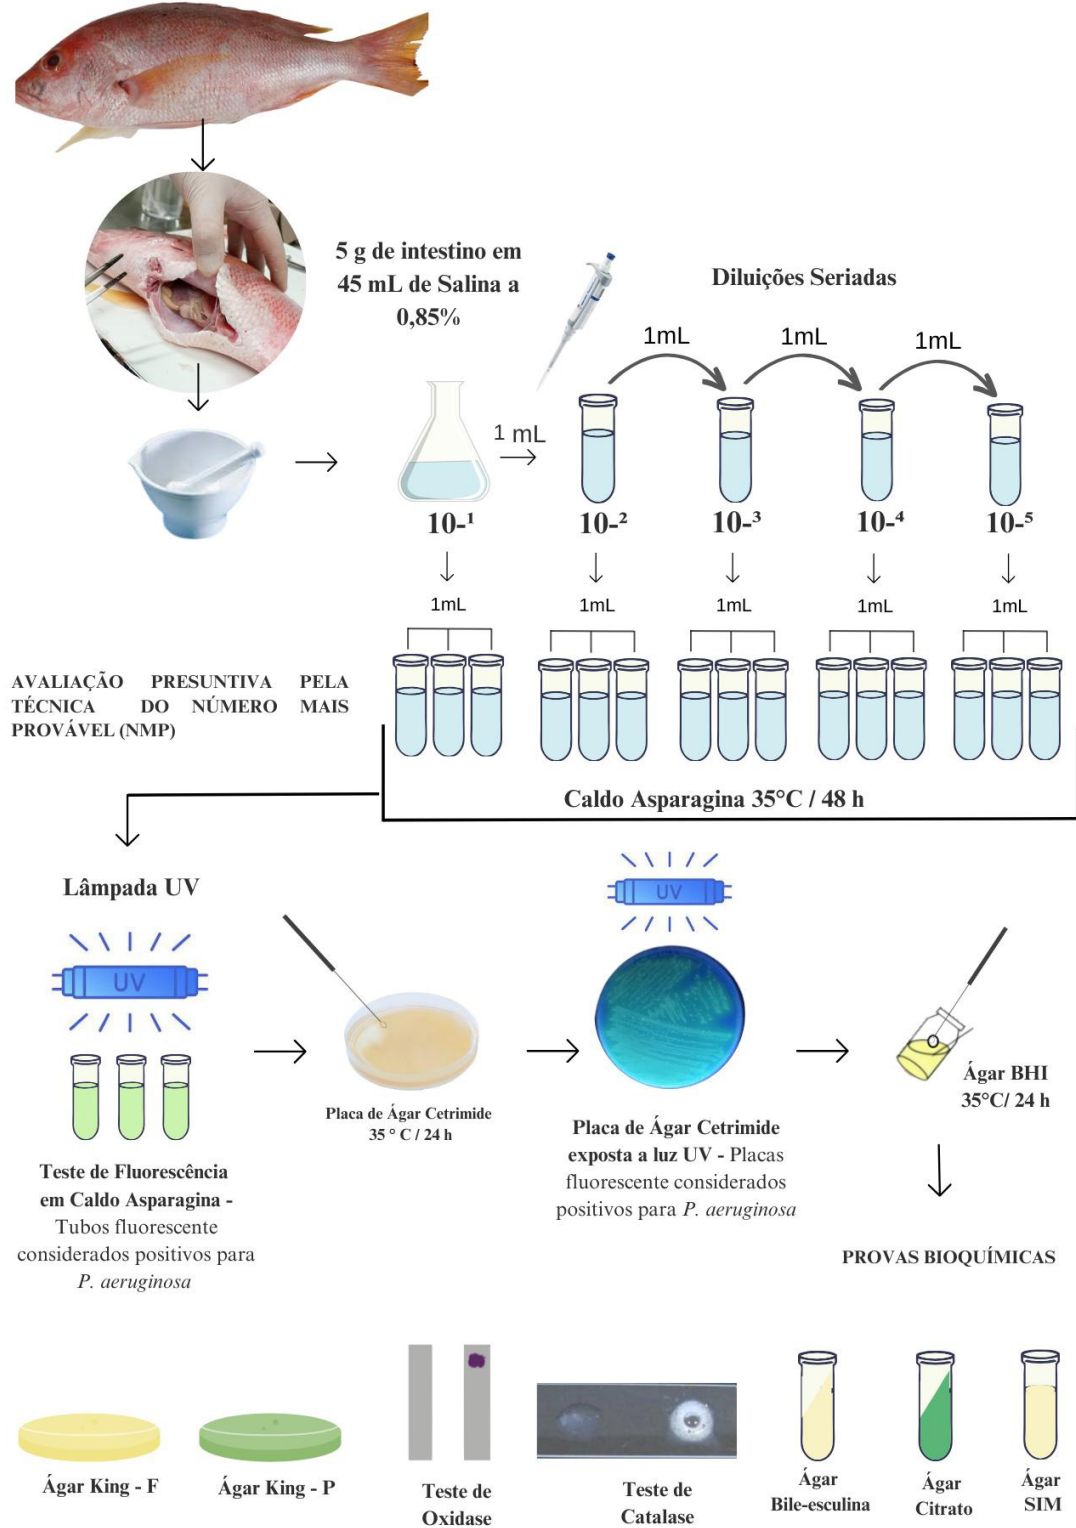 5 g de intestino em
45 mL de Salina a
0,85%
Diluições Seriadas
1mL
1mL
1mL
1 mL
10-¹
10-²
10-³
10-⁴
10-⁵
1mL
1mL
1mL
1mL
1mL
AVALIAÇÃO PRESUNTIVA PELA
TÉCNICA DO NÚMERO MAIS
PROVÁVEL (NMP)
Caldo Asparagina 35°C / 48 h
Lâmpada UV
UV
UV
Placa de Ágar Cetrimide
35 ° C / 24 h
Ágar BHI
35°C/ 24 h
Teste de Fluorescência
em Caldo Asparagina -
Tubos fluorescente
considerados positivos para
P. aeruginosa
Placa de Ágar Cetrimide
exposta a luz UV - Placas
fluorescente considerados
positivos para P. aeruginosa
PROVAS BIOQUÍMICAS
Ágar King - F
Ágar King - P
Teste de
Oxidase
Teste de
Catalase
Ágar
Bile-esculina
Ágar
Citrato
Ágar
SIM